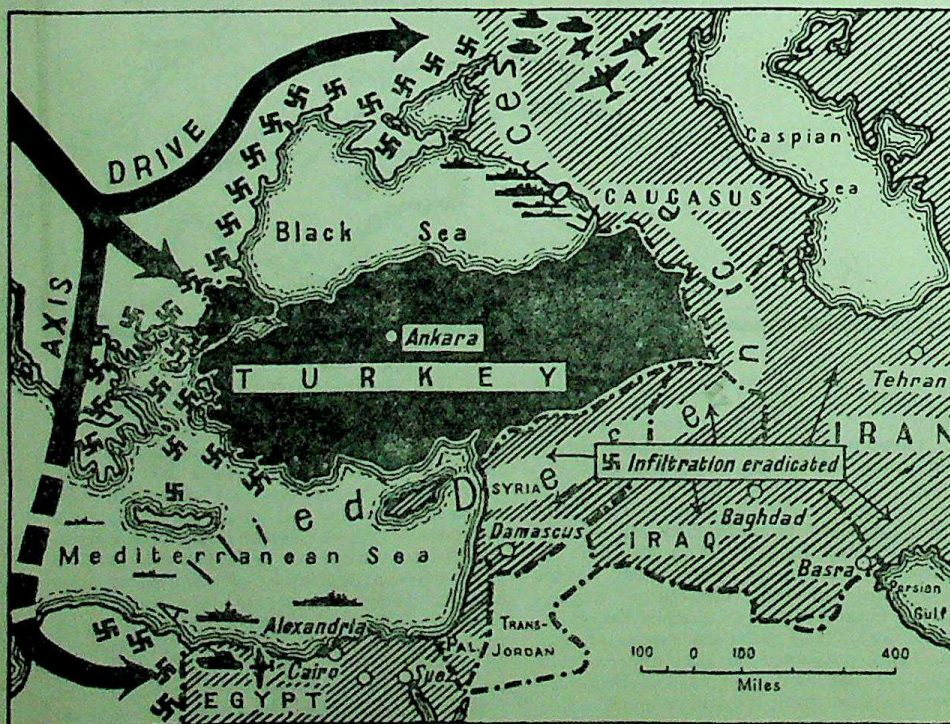 DRIVE
AXIS
Black Sea
CAUCASUS
Caspian
Sea
Ankara
TURKEY
Tehran
IRAN
卐 Infiltration eradicated
SYRIA
Damascus
Baghdad
IRAQ
Basra
Persian
Gulf
Allied
Mediterranean Sea
Alexandria
Cairo
Suez
EGYPT
PAL.
TRANS-
JORDAN
100 0 100 400
Miles